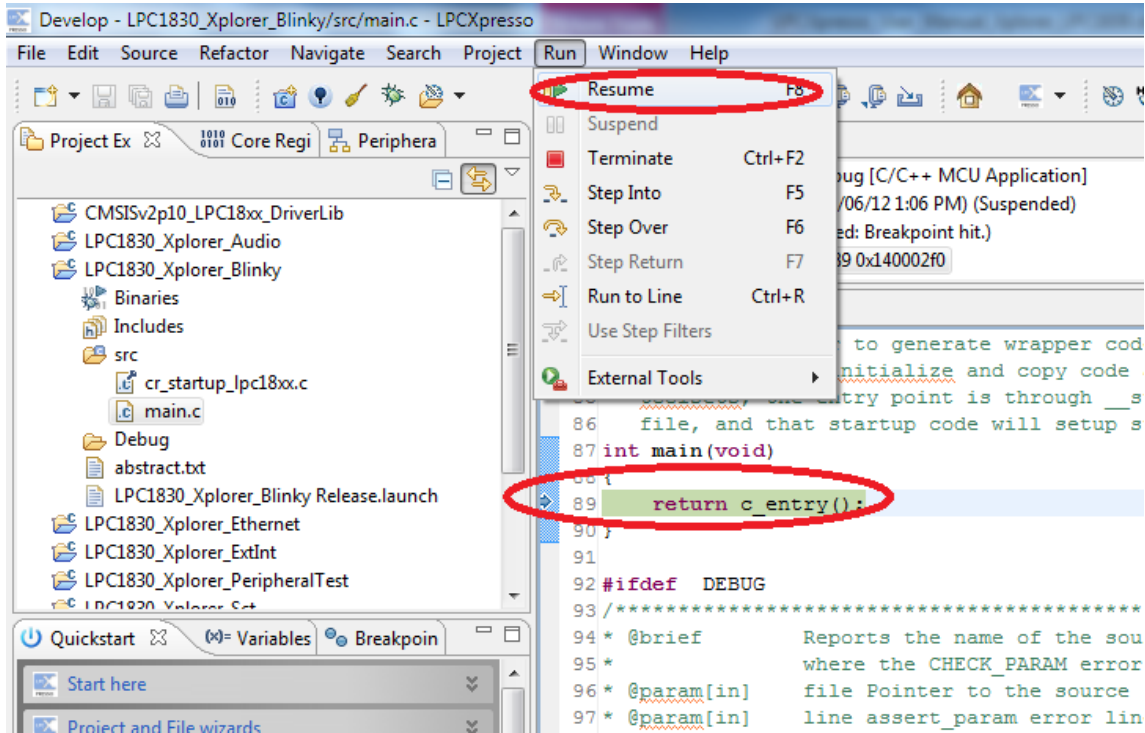 Develop - LPC1830_Xplorer_Blinky/src/main.c - LPCXpresso
File Edit Source Refactor Navigate Search Project Run Window Help
Resume F8
Suspend
Terminate Ctrl+F2
Step Into F5
Step Over F6
Step Return F7
Run to Line Ctrl+R
Use Step Filters
External Tools
Project Ex Core Regi Periphera
CMSISv2p10_LPC18xx_DriverLib
LPC1830_Xplorer_Audio
LPC1830_Xplorer_Blinky
Binaries
Includes
src
cr_startup_lpc18xx.c
main.c
Debug
abstract.txt
LPC1830_Xplorer_Blinky Release.launch
LPC1830_Xplorer_Ethernet
LPC1830_Xplorer_ExtInt
LPC1830_Xplorer_PeripheralTest
LPC1830_Xplorer_Sct
bug [C/C++ MCU Application]
/06/12 1:06 PM) (Suspended)
ed: Breakpoint hit.)
89 0x140002f0
to generate wrapper cod
initialize and copy code
entry point is through __s
86 file, and that startup code will setup s
87 int main(void)
88 {
89 return c_entry();
90 }
91
92 #ifdef DEBUG
93 /******************************************
94 * @brief Reports the name of the sou
95 * where the CHECK_PARAM error
96 * @param[in] file Pointer to the source
97 * @param[in] line assert_param error lin
Quickstart (x)= Variables Breakpoin
Start here
Project and File wizards